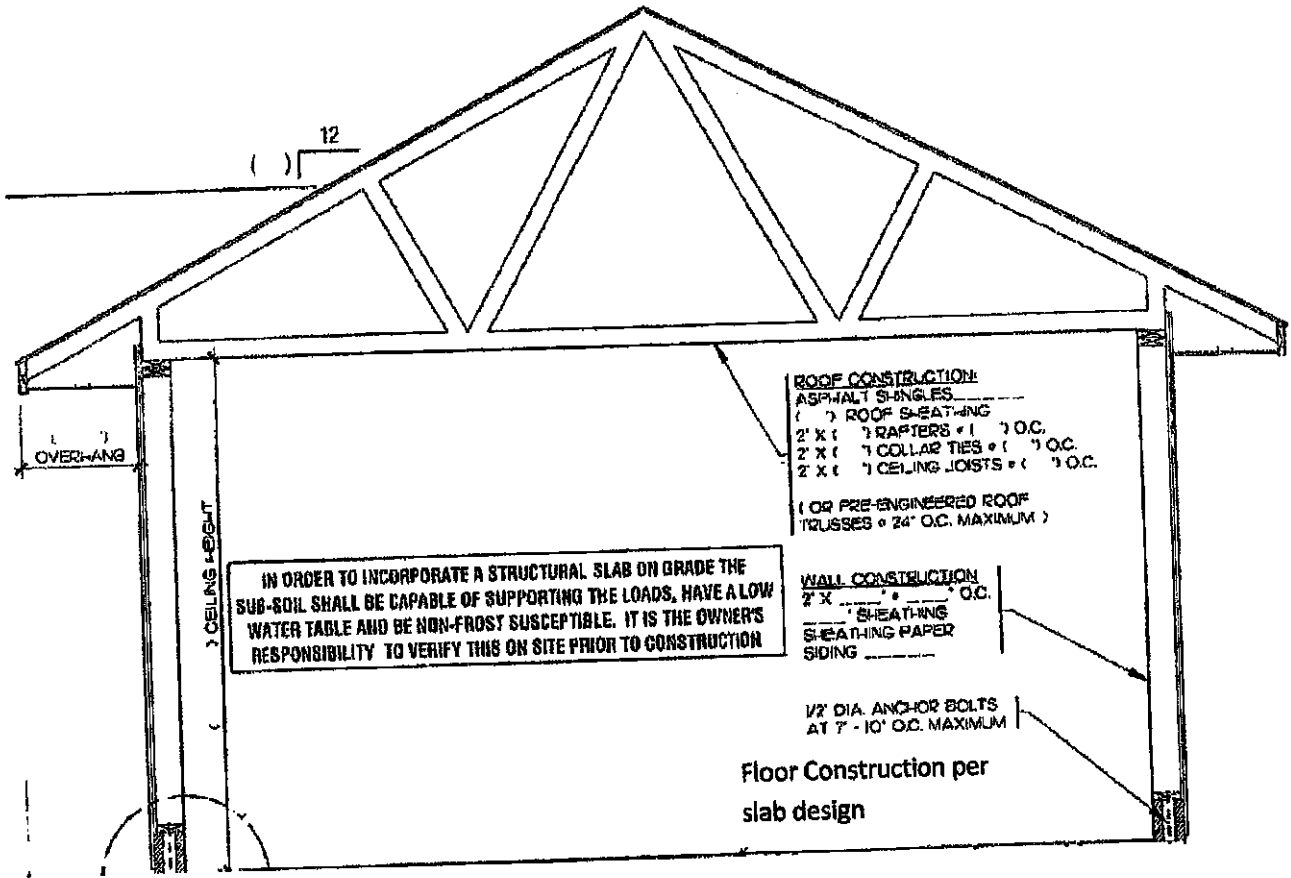 12
( )
( ")
OVERHANG
( ) CEILING HEIGHT
ROOF CONSTRUCTION:
ASPHALT SHINGLES______
( ") ROOF SHEATHING
2" X ( ") RAFTERS @ ( ") O.C.
2" X ( ") COLLAR TIES @ ( ") O.C.
2" X ( ") CEILING JOISTS @ ( ") O.C.
( OR PRE-ENGINEERED ROOF
TRUSSES @ 24" O.C. MAXIMUM )
IN ORDER TO INCORPORATE A STRUCTURAL SLAB ON GRADE THE
SUB-SOIL SHALL BE CAPABLE OF SUPPORTING THE LOADS, HAVE A LOW
WATER TABLE AND BE NON-FROST SUSCEPTIBLE. IT IS THE OWNER'S
RESPONSIBILITY TO VERIFY THIS ON SITE PRIOR TO CONSTRUCTION
WALL CONSTRUCTION
2" X ____" @ ____" O.C.
____" SHEATHING
SHEATHING PAPER
SIDING ______
1/2" DIA. ANCHOR BOLTS
AT 7' - 10" O.C. MAXIMUM
Floor Construction per
slab design